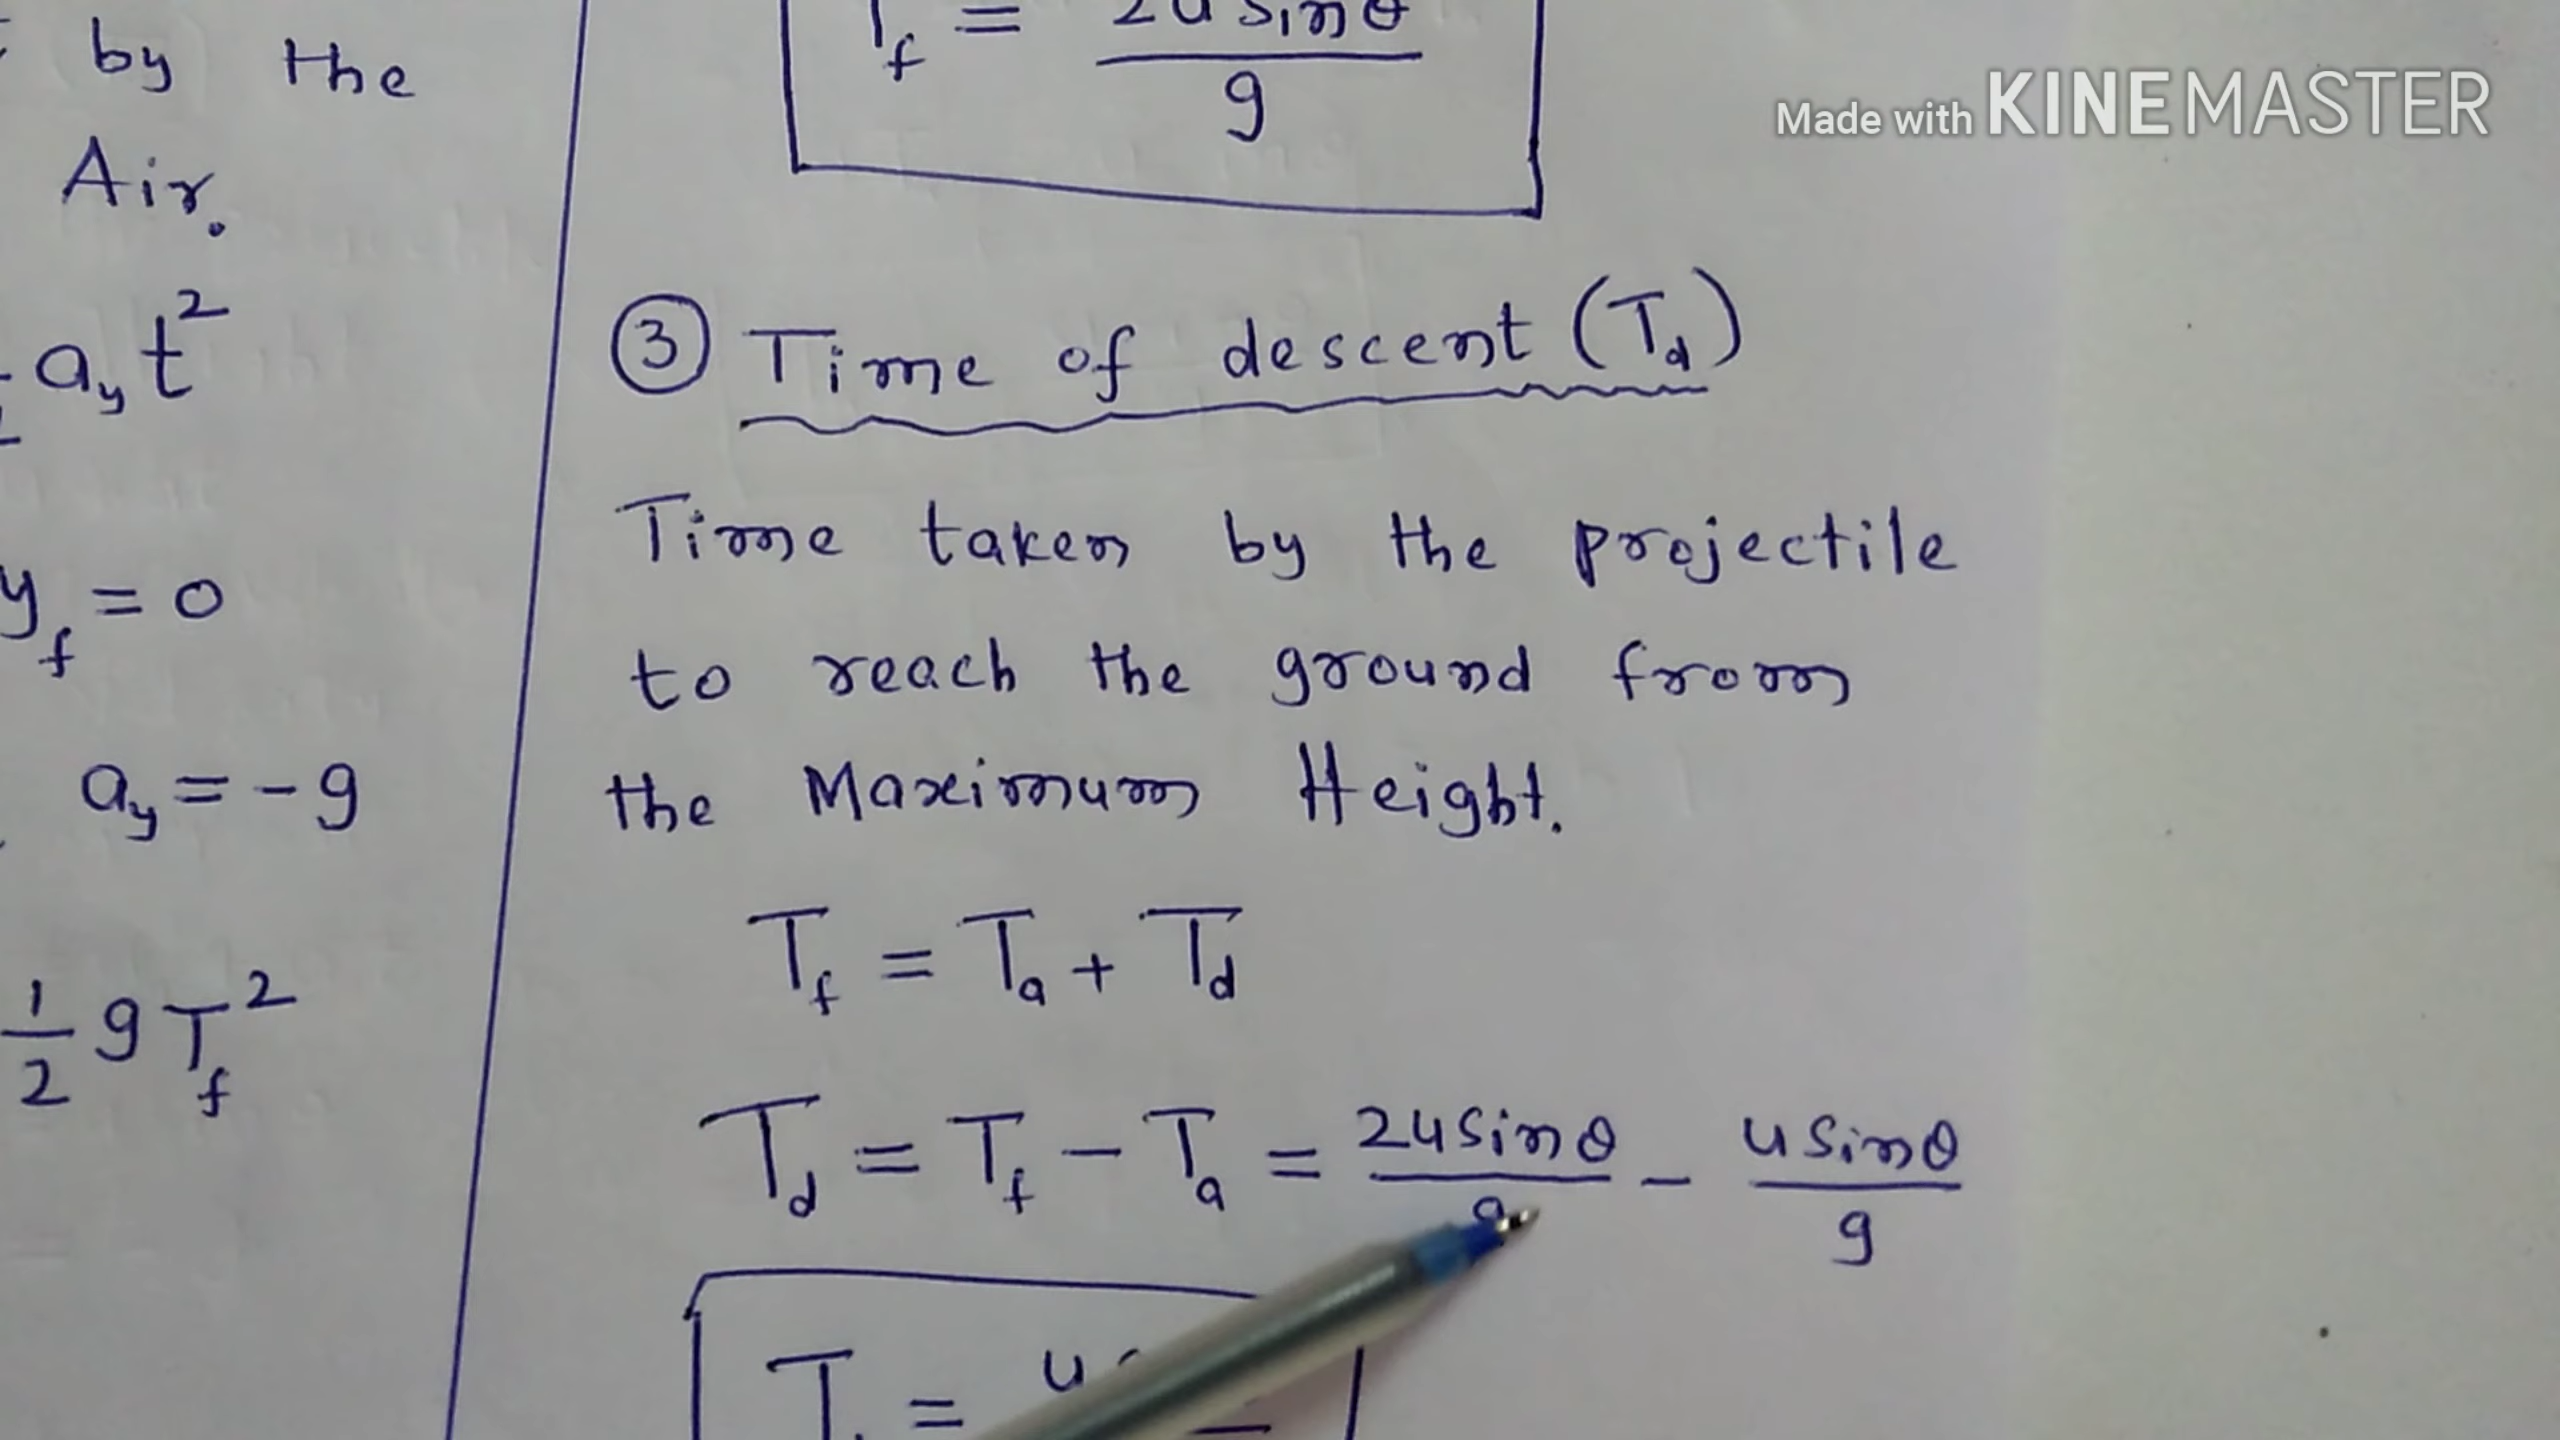 by the
Air.
a_y t²
y_f = 0
a_y = -g
1/2 g T_f²
T_f = 2u sinθ / g
③ Time of descent (T_d)
Time taken by the projectile
to reach the ground from
the Maximum Height.
T_f = T_a + T_d
T_d = T_f - T_a = 2u sinθ / g - u sinθ / g
T = u
Made with KINEMASTER